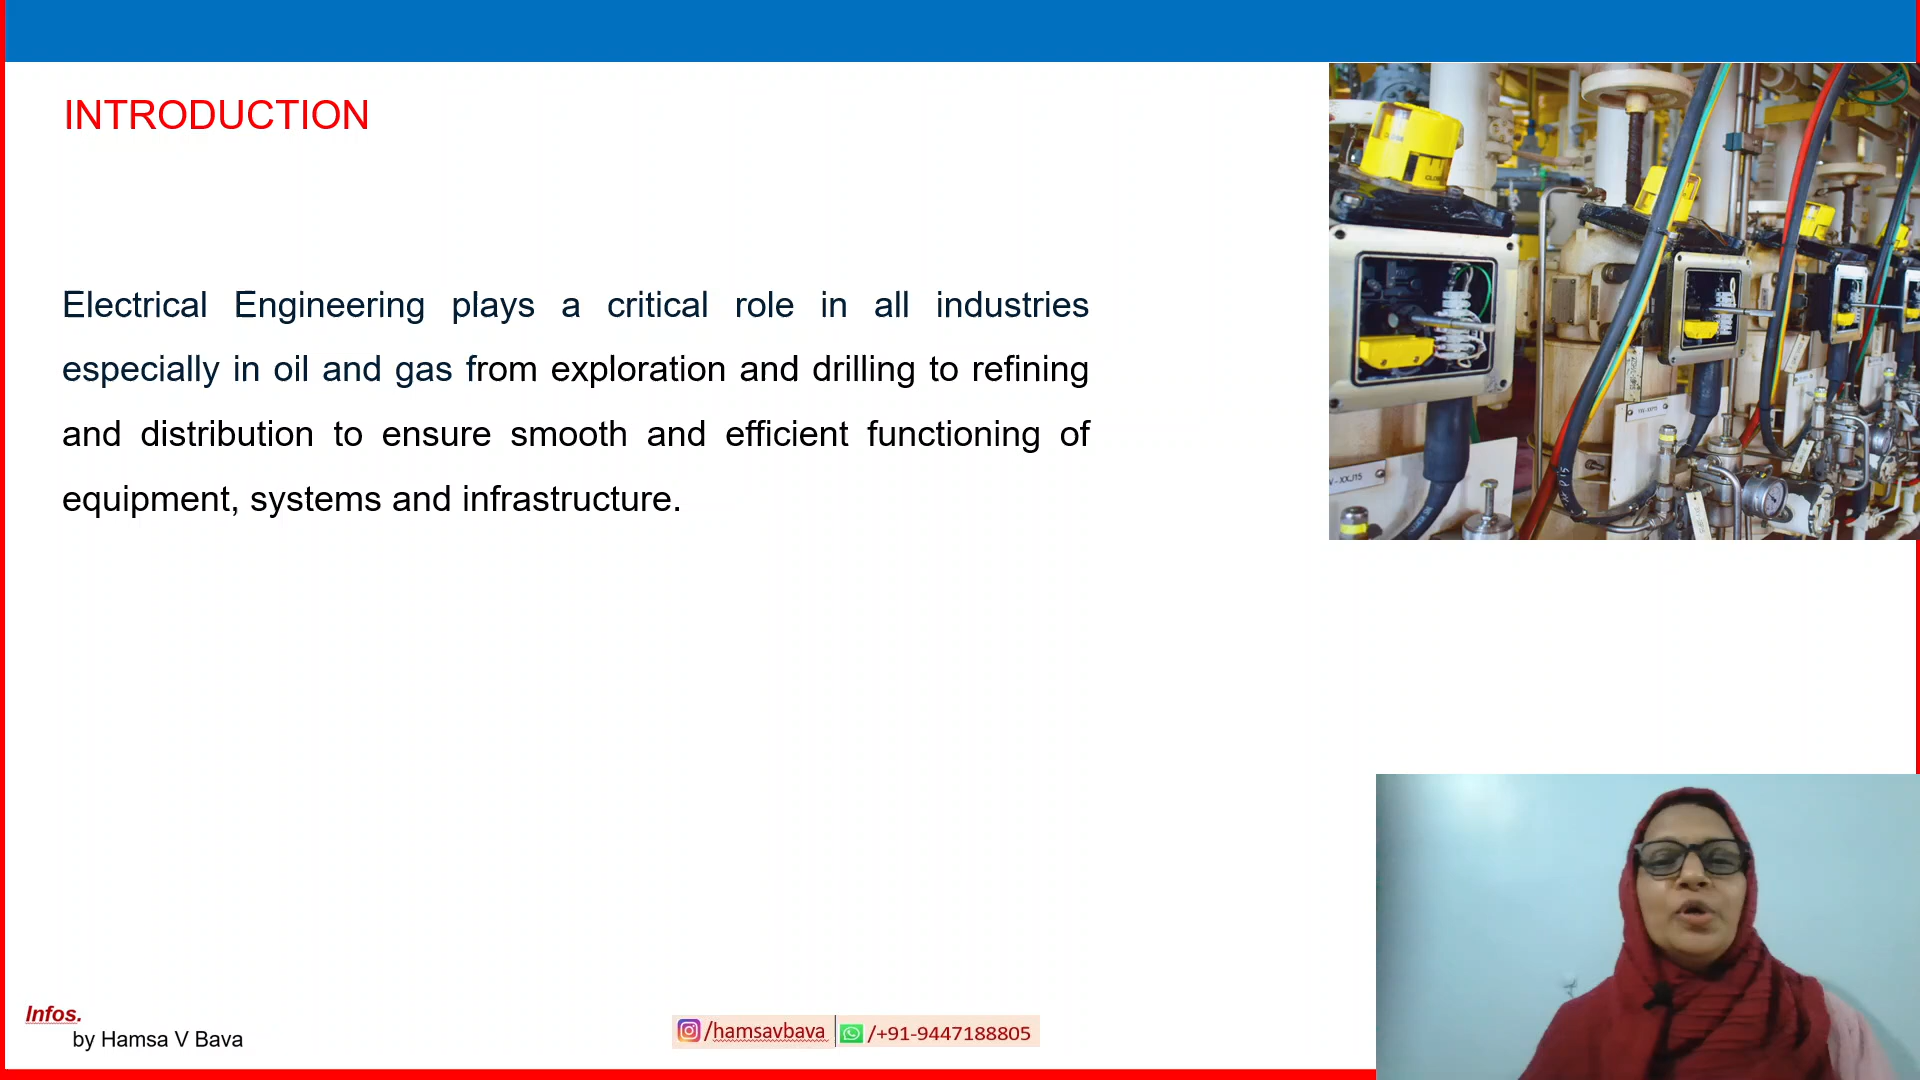 INTRODUCTION
Electrical Engineering plays a critical role in all industries
especially in oil and gas from exploration and drilling to refining
and distribution to ensure smooth and efficient functioning of
equipment, systems and infrastructure.
Infos.
by Hamsa V Bava
/hamsavbava /+91-9447188805